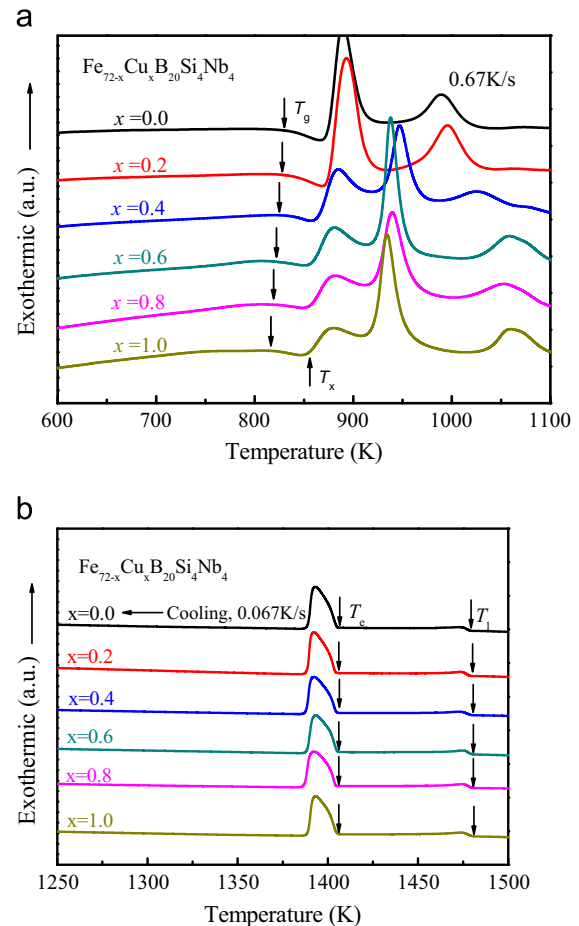 a
Fe72-xCuxB20Si4Nb4
0.67K/s
Tg
x =0.0
x =0.2
x =0.4
x =0.6
x =0.8
x =1.0
Tx
Exothermic (a.u.)
600 700 800 900 1000 1100
Temperature (K)
b
Fe72-xCuxB20Si4Nb4
x=0.0 Cooling, 0.067K/s Te Tl
x=0.2
x=0.4
x=0.6
x=0.8
x=1.0
Exothermic (a.u.)
1250 1300 1350 1400 1450 1500
Temperature (K)